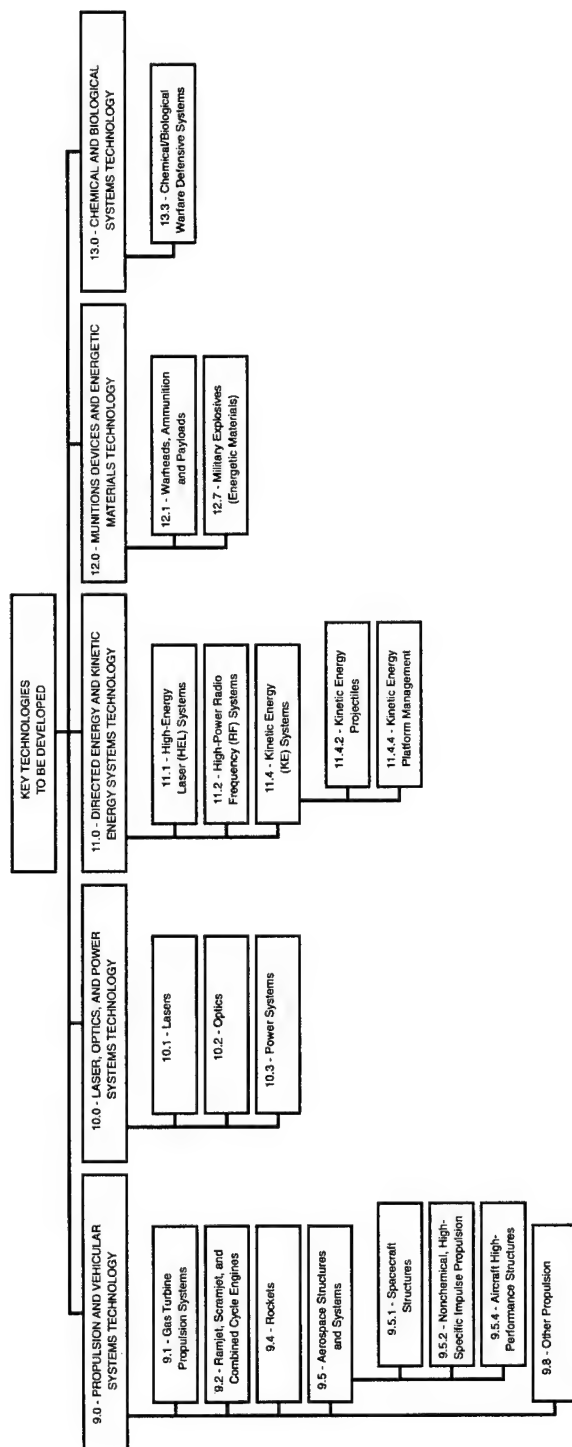 KEY TECHNOLOGIES
TO BE DEVELOPED
9.0 - PROPULSION AND VEHICULAR
SYSTEMS TECHNOLOGY
9.1 - Gas Turbine
Propulsion Systems
9.2 - Ramjet, Scramjet, and
Combined Cycle Engines
9.4 - Rockets
9.5 - Aerospace Structures
and Systems
9.5.1 - Spacecraft
Structures
9.5.2 - Nonchemical, High-
Specific Impulse Propulsion
9.5.4 - Aircraft High-
Performance Structures
9.8 - Other Propulsion
10.0 - LASER, OPTICS, AND POWER
SYSTEMS TECHNOLOGY
10.1 - Lasers
10.2 - Optics
10.3 - Power Systems
11.0 - DIRECTED ENERGY AND KINETIC
ENERGY SYSTEMS TECHNOLOGY
11.1 - High-Energy
Laser (HEL) Systems
11.2 - High-Power Radio
Frequency (RF) Systems
11.4 - Kinetic Energy
(KE) Systems
11.4.2 - Kinetic Energy
Projectiles
11.4.4 - Kinetic Energy
Platform Management
12.0 - MUNITIONS DEVICES AND ENERGETIC
MATERIALS TECHNOLOGY
12.1 - Warheads, Ammunition
and Payloads
12.7 - Military Explosives
(Energetic Materials)
13.0 - CHEMICAL AND BIOLOGICAL
SYSTEMS TECHNOLOGY
13.3 - Chemical/Biological
Warfare Defensive Systems